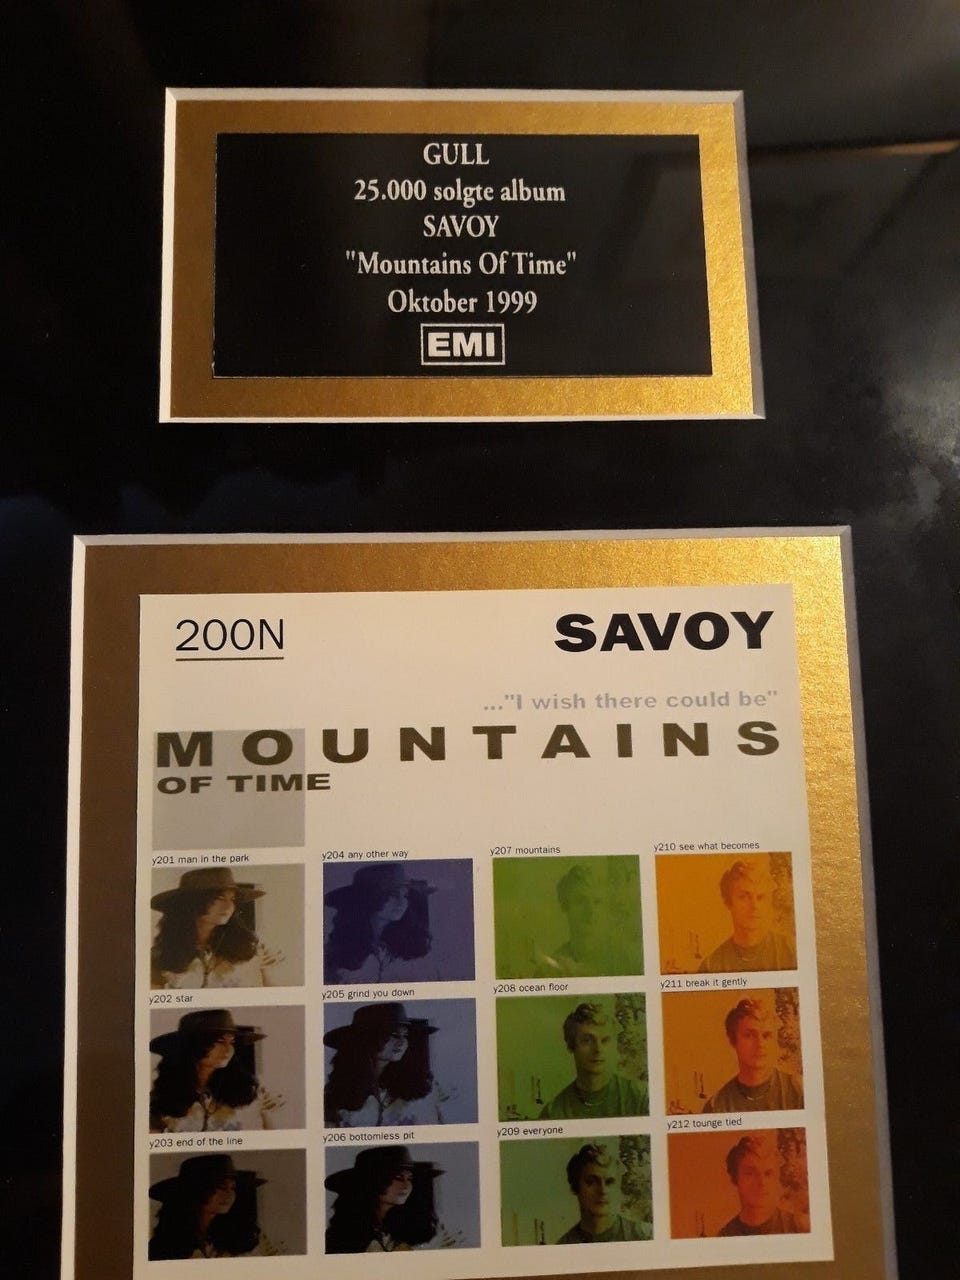 GULL
25.000 solgte album
SAVOY
"Mountains Of Time"
Oktober 1999
EMI
200N SAVOY
..."I wish there could be"
MOUNTAINS
OF TIME
y201 man in the park
y204 any other way
y207 mountains
y210 see what becomes
y202 star
y205 grind you down
y208 ocean floor
y211 break it gently
y203 end of the line
y206 bottomless pit
y209 everyone
y212 tounge tied